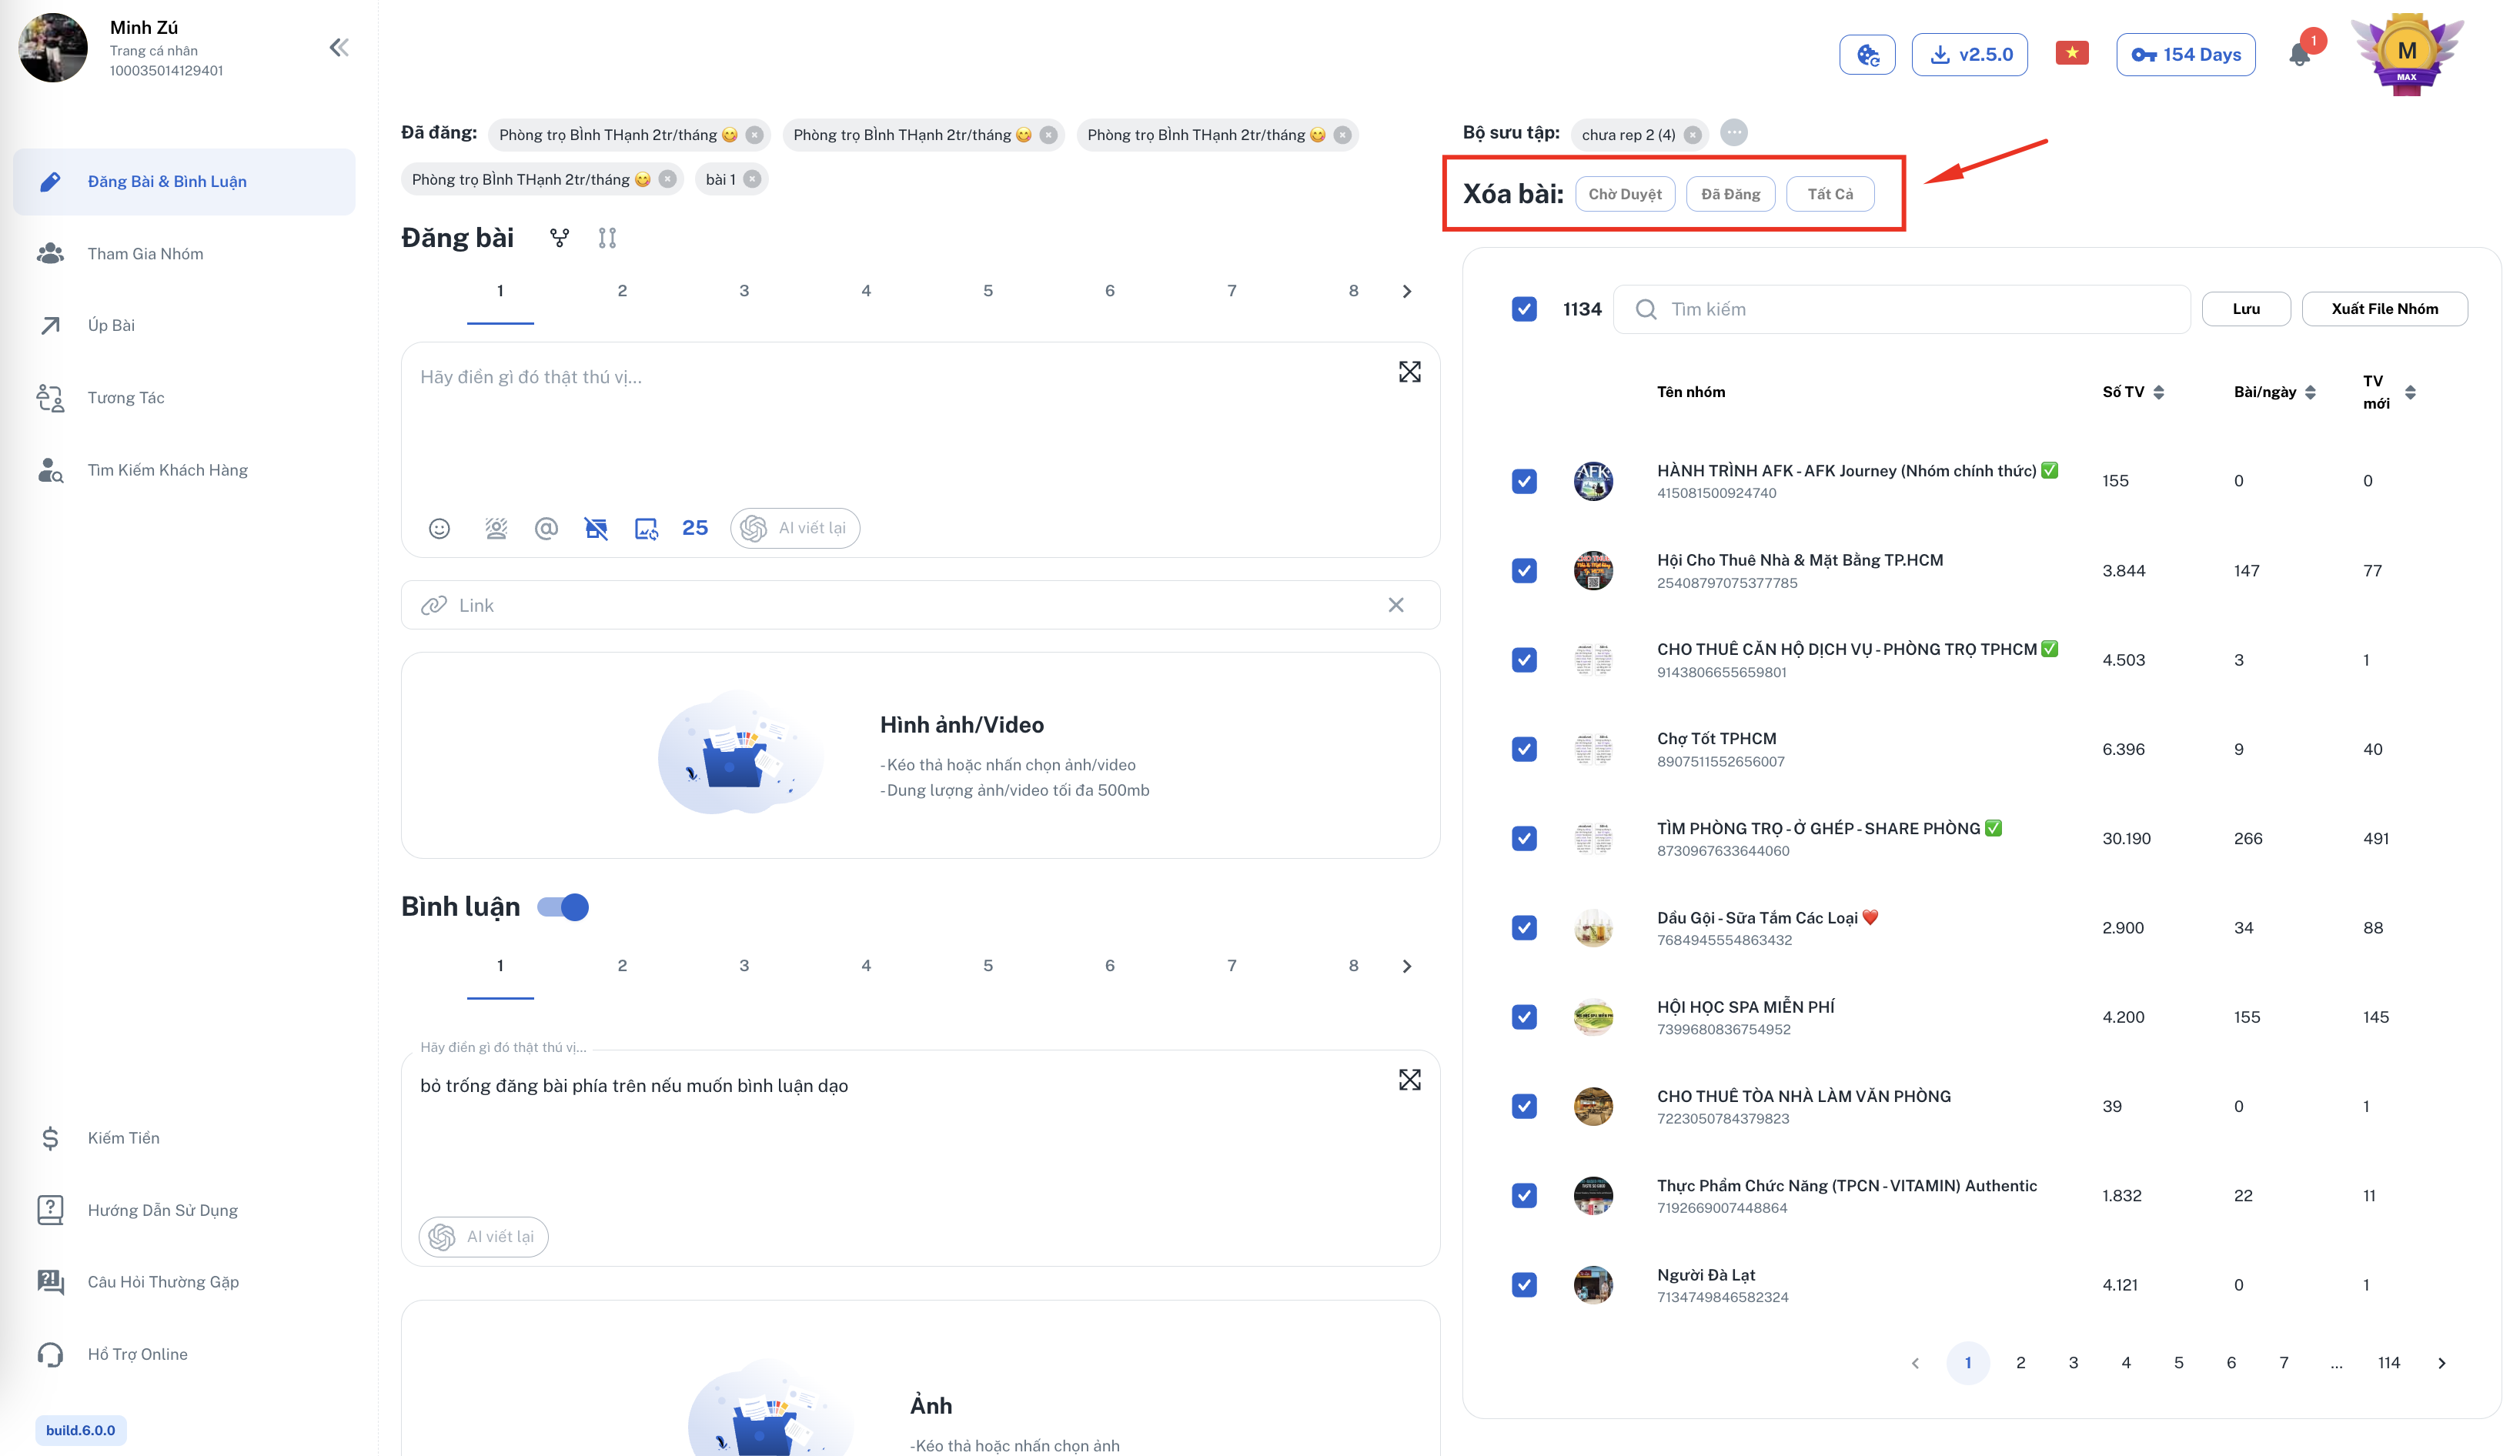 Minh Zú
Trang cá nhân
100035014129401
Đăng Bài & Bình Luận
Tham Gia Nhóm
Úp Bài
Tương Tác
Tìm Kiếm Khách Hàng
Kiếm Tiền
Hướng Dẫn Sử Dụng
Câu Hỏi Thường Gặp
Hỗ Trợ Online
build.6.0.0
v2.5.0
154 Days
1
M
MAX
Đã đăng: Phòng trọ BÌnh THạnh 2tr/tháng 😋 Phòng trọ BÌnh THạnh 2tr/tháng 😋 Phòng trọ BÌnh THạnh 2tr/tháng 😋
Phòng trọ BÌnh THạnh 2tr/tháng 😋 bài 1
Đăng bài
1 2 3 4 5 6 7 8
Hãy điền gì đó thật thú vị...
25 AI viết lại
Link
Hình ảnh/Video
-Kéo thả hoặc nhấn chọn ảnh/video
-Dung lượng ảnh/video tối đa 500mb
Bình luận
1 2 3 4 5 6 7 8
Hãy điền gì đó thật thú vị...
bỏ trống đăng bài phía trên nếu muốn bình luận dạo
AI viết lại
Ảnh
-Kéo thả hoặc nhấn chọn ảnh
Bộ sưu tập: chưa rep 2 (4)
Xóa bài: Chờ Duyệt Đã Đăng Tất Cả
1134 Tìm kiếm Lưu Xuất File Nhóm
Tên nhóm Số TV Bài/ngày TV mới
HÀNH TRÌNH AFK - AFK Journey (Nhóm chính thức) ✅ 155 0 0
415081500924740
Hội Cho Thuê Nhà & Mặt Bằng TP.HCM 3.844 147 77
25408797075377785
CHO THUÊ CĂN HỘ DỊCH VỤ - PHÒNG TRỌ TPHCM ✅ 4.503 3 1
9143806655659801
Chợ Tốt TPHCM 6.396 9 40
8907511552656007
TÌM PHÒNG TRỌ - Ở GHÉP - SHARE PHÒNG ✅ 30.190 266 491
8730967633644060
Dầu Gội - Sữa Tắm Các Loại ❤️ 2.900 34 88
7684945554863432
HỘI HỌC SPA MIỄN PHÍ 4.200 155 145
7399680836754952
CHO THUÊ TÒA NHÀ LÀM VĂN PHÒNG 39 0 1
7223050784379823
Thực Phẩm Chức Năng (TPCN - VITAMIN) Authentic 1.832 22 11
7192669007448864
Người Đà Lạt 4.121 0 1
7134749846582324
1 2 3 4 5 6 7 ... 114